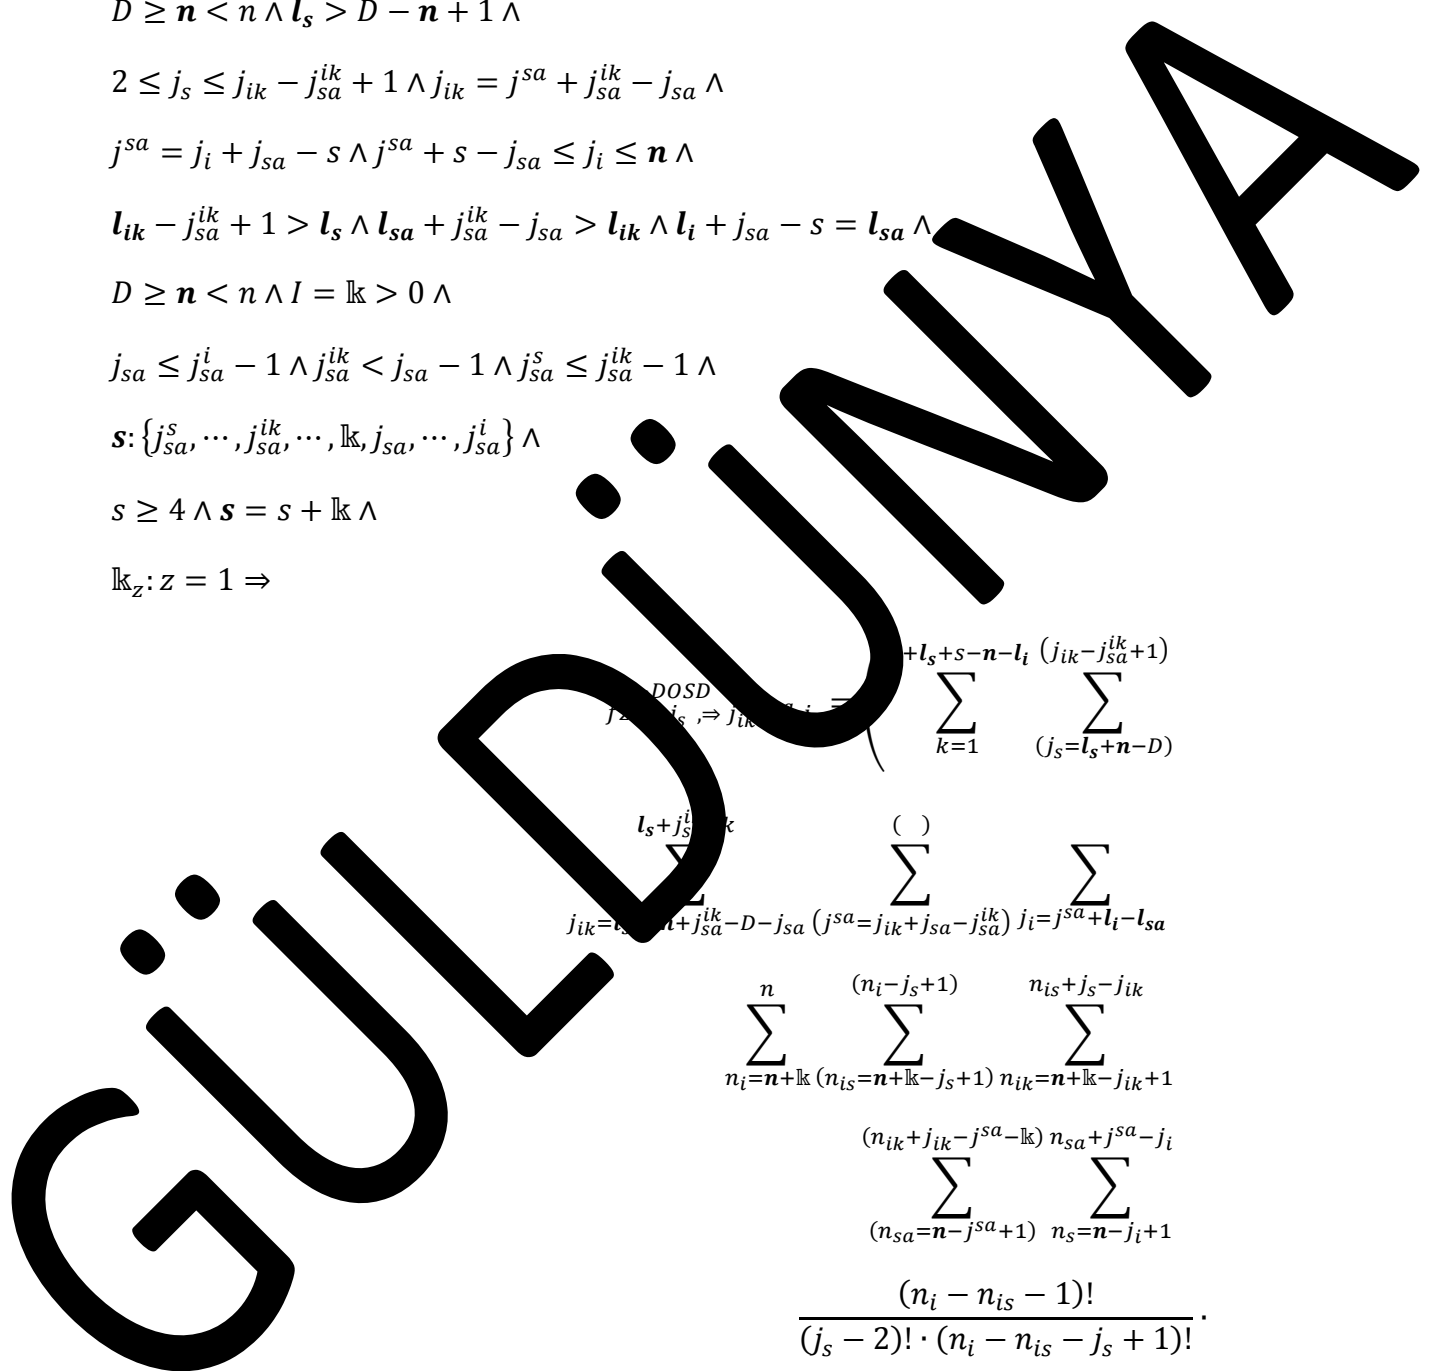 D ≥ 𝒏 < n ∧ 𝒍ₛ > D − 𝒏 + 1 ∧
2 ≤ j_s ≤ j_{ik} − j_{sa}^{ik} + 1 ∧ j_{ik} = j^{sa} + j_{sa}^{ik} − j_{sa} ∧
j^{sa} = j_i + j_{sa} − s ∧ j^{sa} + s − j_{sa} ≤ j_i ≤ 𝒏 ∧
𝒍_{ik} − j_{sa}^{ik} + 1 > 𝒍_s ∧ 𝒍_{sa} + j_{sa}^{ik} − j_{sa} > 𝒍_{ik} ∧ 𝒍_i + j_{sa} − s = 𝒍_{sa} ∧
D ≥ 𝒏 < n ∧ I = 𝕜 > 0 ∧
j_{sa} ≤ j_{sa}^{i} − 1 ∧ j_{sa}^{ik} < j_{sa} − 1 ∧ j_{sa}^{s} ≤ j_{sa}^{ik} − 1 ∧
𝒔: {j_{sa}^{s}, ⋯, j_{sa}^{ik}, ⋯, 𝕜, j_{sa}, ⋯, j_{sa}^{i}} ∧
s ≥ 4 ∧ 𝒔 = s + 𝕜 ∧
𝕜_z: z = 1 ⇒
+𝒍_s+s−𝒏−𝒍_i (j_{ik}−j_{sa}^{ik}+1)
DOSD
∑ ∑
k=1 (j_s=𝒍_s+𝒏−D)
( )
∑ ∑ ∑
(j^{sa}=j_{ik}+j_{sa}−j_{sa}^{ik}) j_i=j^{sa}+𝒍_i−𝒍_{sa}
n (n_i−j_s+1) n_{is}+j_s−j_{ik}
∑ ∑ ∑
n_i=𝒏+𝕜 (n_{is}=𝒏+𝕜−j_s+1) n_{ik}=𝒏+𝕜−j_{ik}+1
(n_{ik}+j_{ik}−j^{sa}−𝕜) n_{sa}+j^{sa}−j_i
∑ ∑
(n_{sa}=𝒏−j^{sa}+1) n_s=𝒏−j_i+1
(n_i − n_{is} − 1)!
(j_s − 2)! · (n_i − n_{is} − j_s + 1)! ·
GÜLDÜNYA